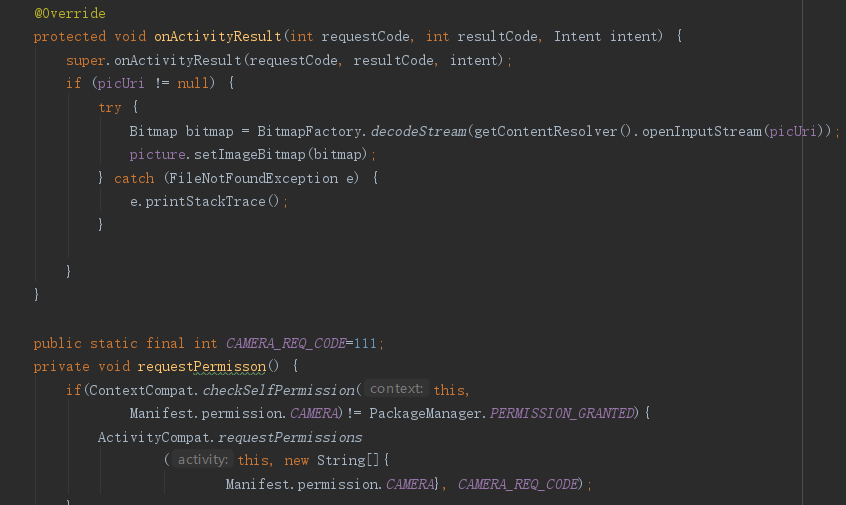 @Override
protected void onActivityResult(int requestCode, int resultCode, Intent intent) {
super.onActivityResult(requestCode, resultCode, intent);
if (picUri != null) {
try {
Bitmap bitmap = BitmapFactory.decodeStream(getContentResolver().openInputStream(picUri));
picture.setImageBitmap(bitmap);
} catch (FileNotFoundException e) {
e.printStackTrace();
}
}
}
public static final int CAMERA_REQ_CODE=111;
private void requestPermisson() {
if(ContextCompat.checkSelfPermission( context: this,
Manifest.permission.CAMERA)!= PackageManager.PERMISSION_GRANTED){
ActivityCompat.requestPermissions
( activity: this, new String[]{
Manifest.permission.CAMERA}, CAMERA_REQ_CODE);